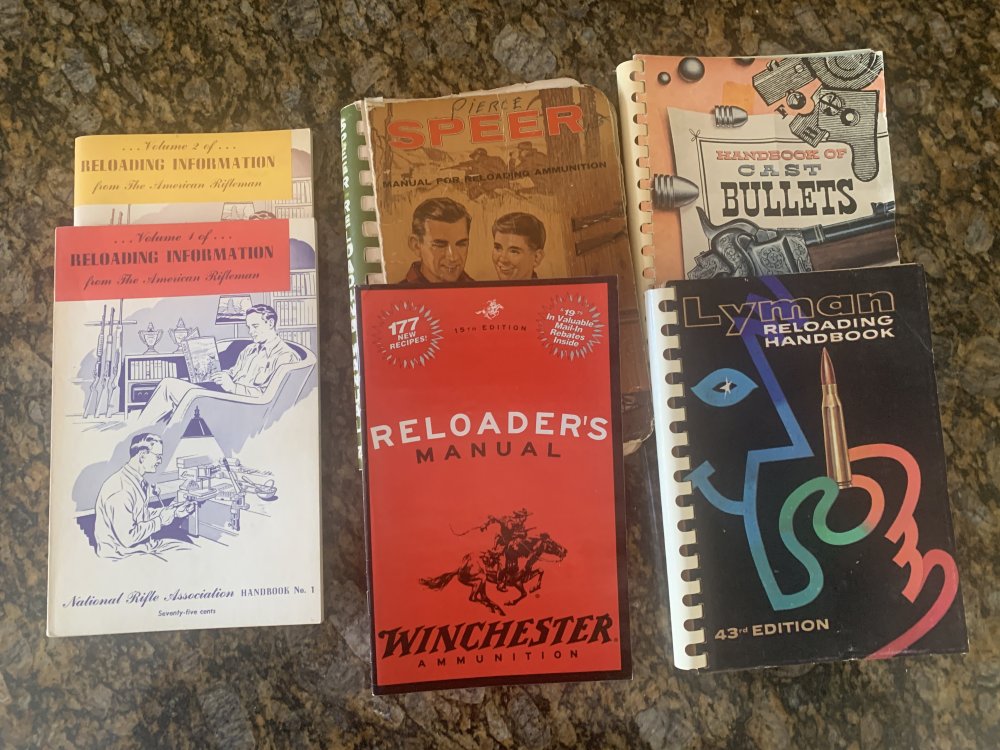 ...Volume 2 of...
RELOADING INFORMATION
from The American Rifleman
...Volume 1 of...
RELOADING INFORMATION
from The American Rifleman
National Rifle Association HANDBOOK No. 1
Seventy-five cents
PIERCE
SPEER
MANUAL FOR RELOADING AMMUNITION
177
NEW
RECIPES!
15TH EDITION
"19"
In Valuable
Mail-in
Rebates
Inside
RELOADER'S
MANUAL
WINCHESTER®
AMMUNITION
HANDBOOK OF
CAST
BULLETS
Lyman
RELOADING
HANDBOOK
43rd EDITION